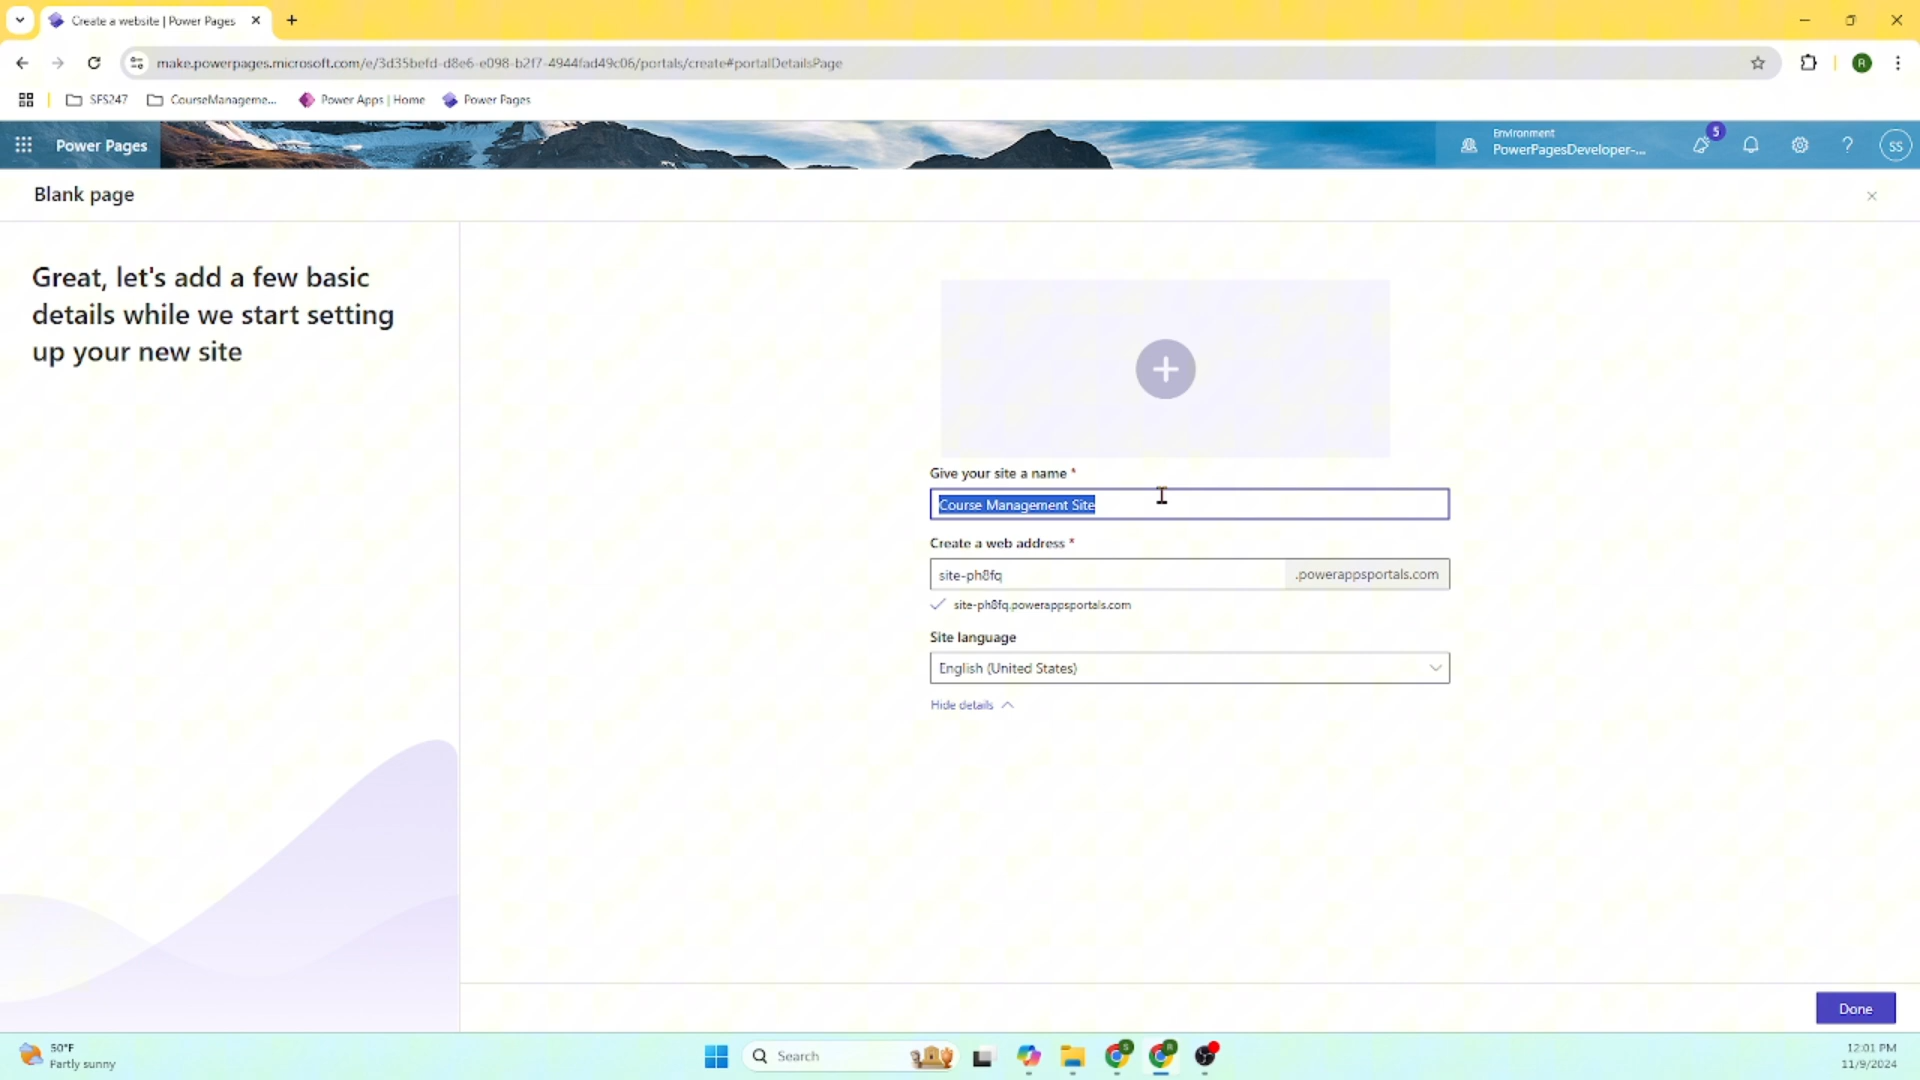 Create a website | Power Pages
make.powerpages.microsoft.com/e/3d35befd-d8e6-e098-b2f7-4944fad49c06/portals/create#portalDetailsPage
R
SFS247
CourseManageme...
Power Apps | Home
Power Pages
Power Pages
Environment
PowerPagesDeveloper-...
5
?
SS
Blank page
Great, let's add a few basic
details while we start setting
up your new site
Give your site a name *
Course Management Site
Create a web address *
site-ph8fq
.powerappsportals.com
site-ph8fq.powerappsportals.com
Site language
English (United States)
Hide details
Done
50°F
Partly sunny
Search
S
R
12:01 PM
11/9/2024